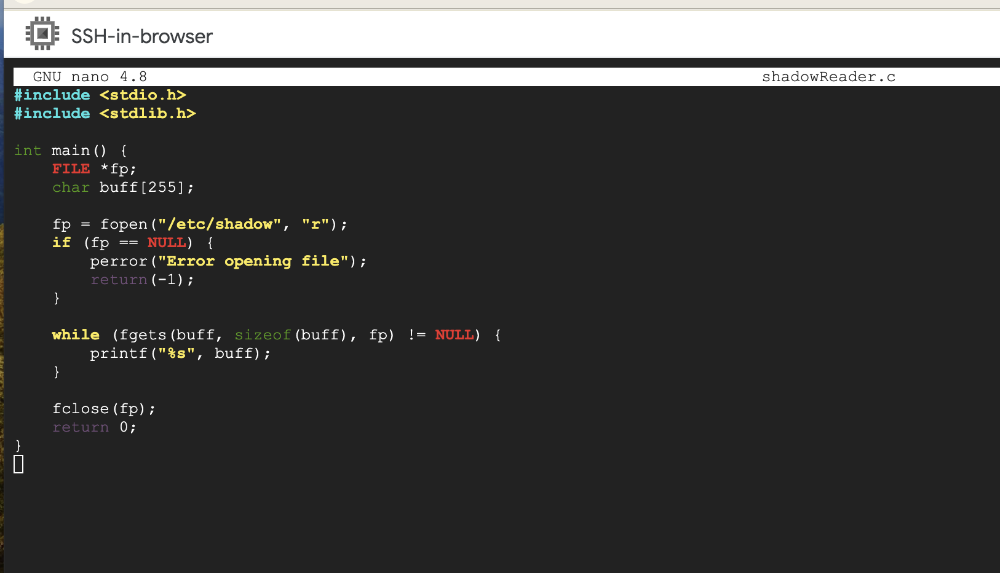 SSH-in-browser
GNU nano 4.8 shadowReader.c
#include <stdio.h>
#include <stdlib.h>
int main() {
    FILE *fp;
    char buff[255];
    fp = fopen("/etc/shadow", "r");
    if (fp == NULL) {
        perror("Error opening file");
        return(-1);
    }
    while (fgets(buff, sizeof(buff), fp) != NULL) {
        printf("%s", buff);
    }
    fclose(fp);
    return 0;
}